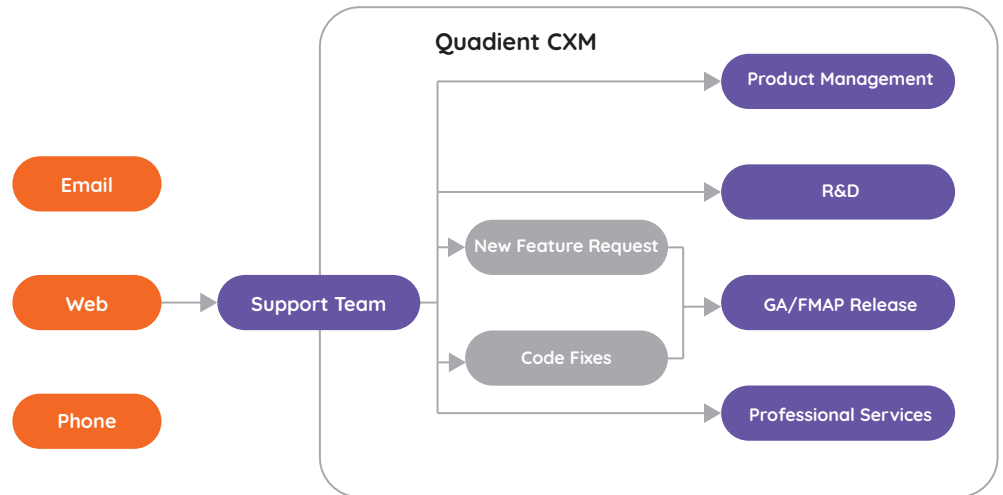 Quadient CXM
Product Management
Email
R&D
New Feature Request
Web
Support Team
GA/FMAP Release
Code Fixes
Phone
Professional Services